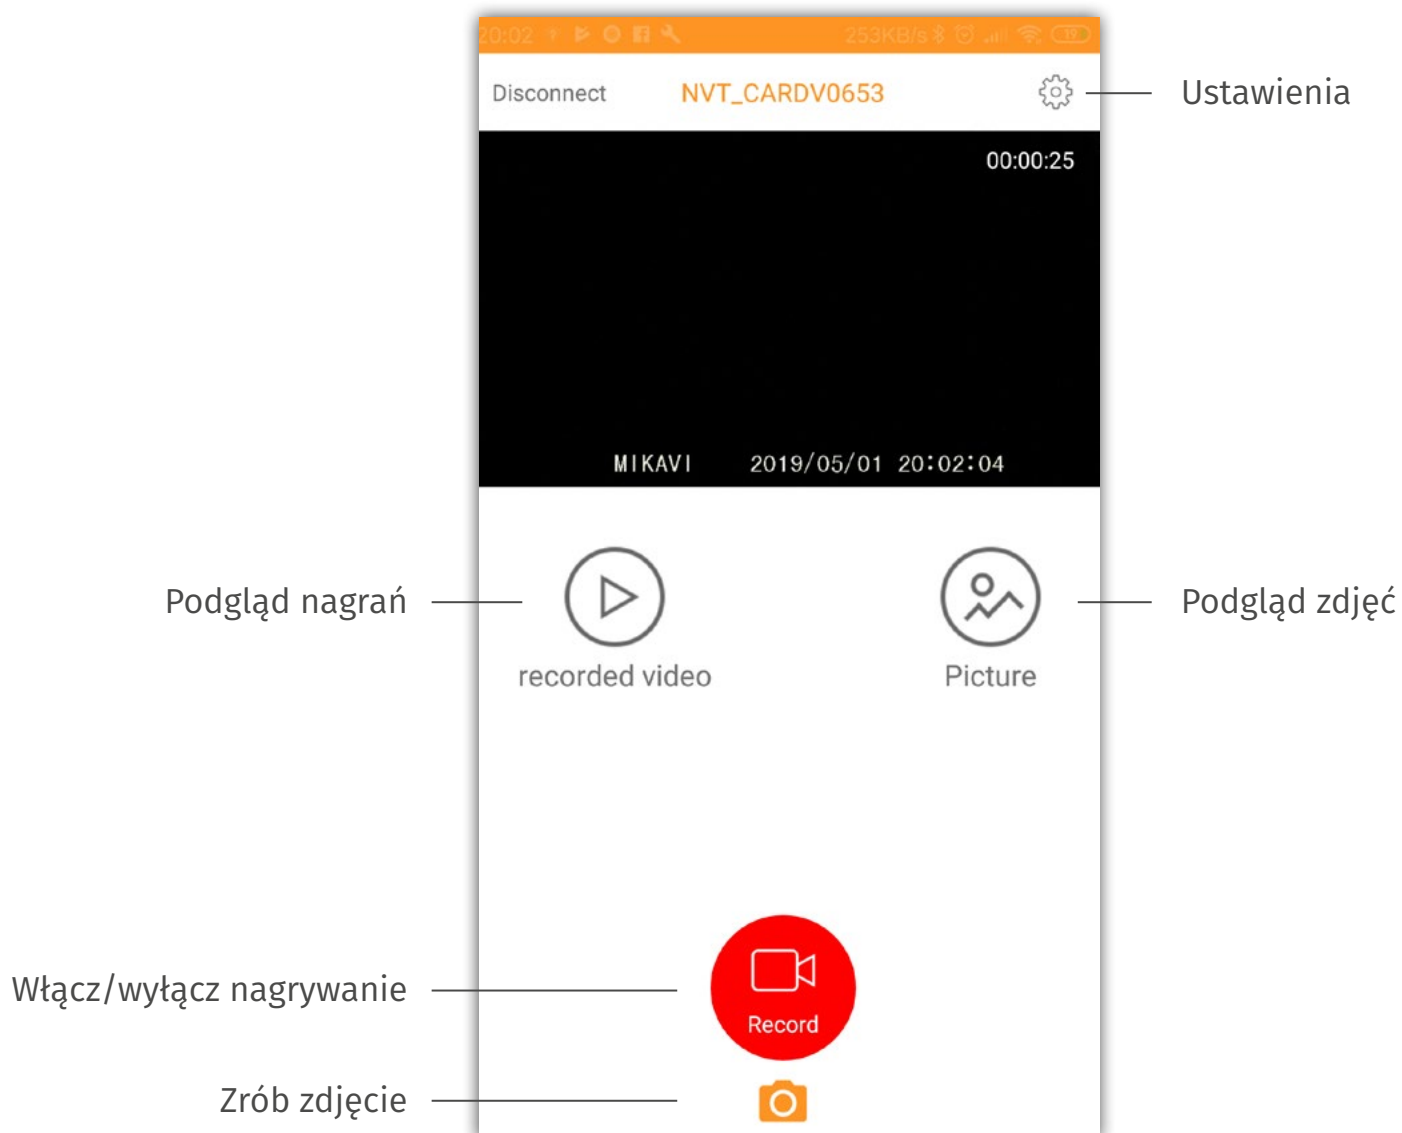 20:02 253KB/s 19
Disconnect NVT_CARDV0653
Ustawienia
00:00:25
MIKAVI 2019/05/01 20:02:04
Podgląd nagrań
Podgląd zdjęć
recorded video Picture
Włącz/wyłącz nagrywanie
Record
Zrób zdjęcie